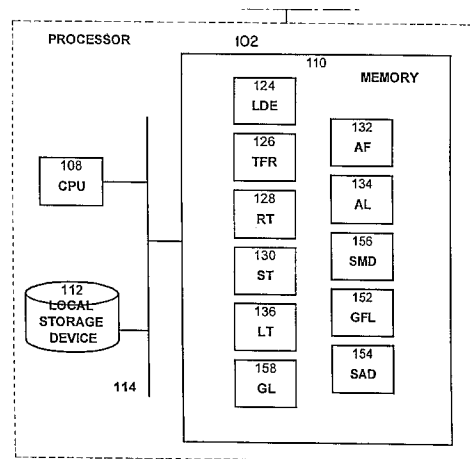 PROCESSOR
102
110
MEMORY
124
LDE
126
TFR
128
RT
130
ST
136
LT
158
GL
132
AF
134
AL
156
SMD
152
GFL
154
SAD
108
CPU
112
LOCAL
STORAGE
DEVICE
114